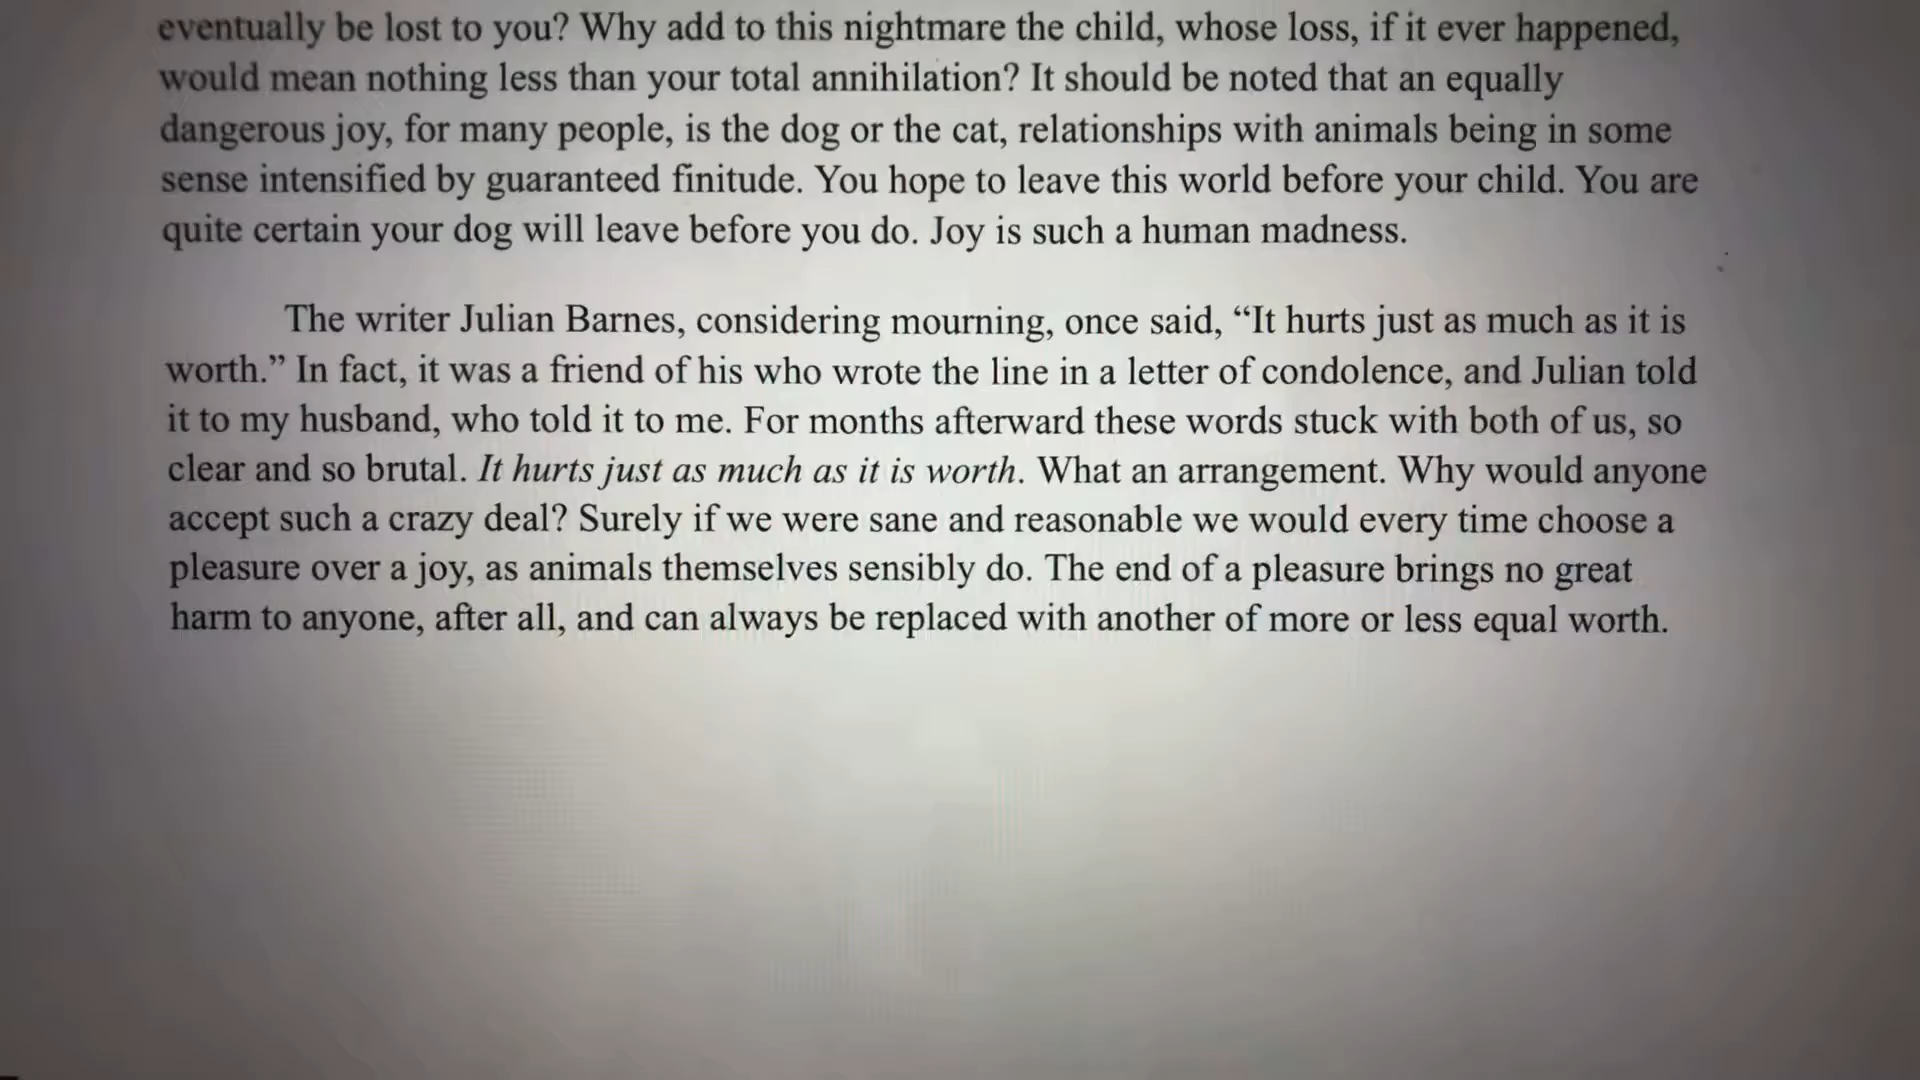 eventually be lost to you? Why add to this nightmare the child, whose loss, if it ever happened,
would mean nothing less than your total annihilation? It should be noted that an equally
dangerous joy, for many people, is the dog or the cat, relationships with animals being in some
sense intensified by guaranteed finitude. You hope to leave this world before your child. You are
quite certain your dog will leave before you do. Joy is such a human madness.
The writer Julian Barnes, considering mourning, once said, “It hurts just as much as it is
worth.” In fact, it was a friend of his who wrote the line in a letter of condolence, and Julian told
it to my husband, who told it to me. For months afterward these words stuck with both of us, so
clear and so brutal. It hurts just as much as it is worth. What an arrangement. Why would anyone
accept such a crazy deal? Surely if we were sane and reasonable we would every time choose a
pleasure over a joy, as animals themselves sensibly do. The end of a pleasure brings no great
harm to anyone, after all, and can always be replaced with another of more or less equal worth.